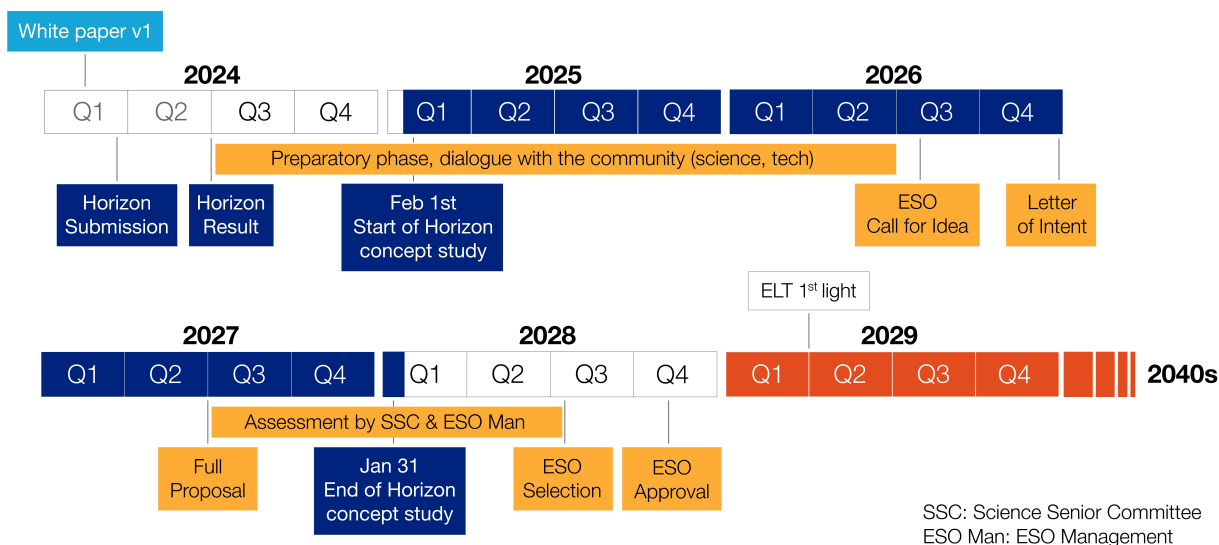 White paper v1
2024 2025 2026
Q1 Q2 Q3 Q4 Q1 Q2 Q3 Q4 Q1 Q2 Q3 Q4
Preparatory phase, dialogue with the community (science, tech)
Horizon
Submission
Horizon
Result
Feb 1st
Start of Horizon
concept study
ESO
Call for Idea
Letter
of Intent
ELT 1st light
2027 2028 2029
Q1 Q2 Q3 Q4 Q1 Q2 Q3 Q4 Q1 Q2 Q3 Q4 2040s
Assessment by SSC & ESO Man
Full
Proposal
Jan 31
End of Horizon
concept study
ESO
Selection
ESO
Approval
SSC: Science Senior Committee
ESO Man: ESO Management